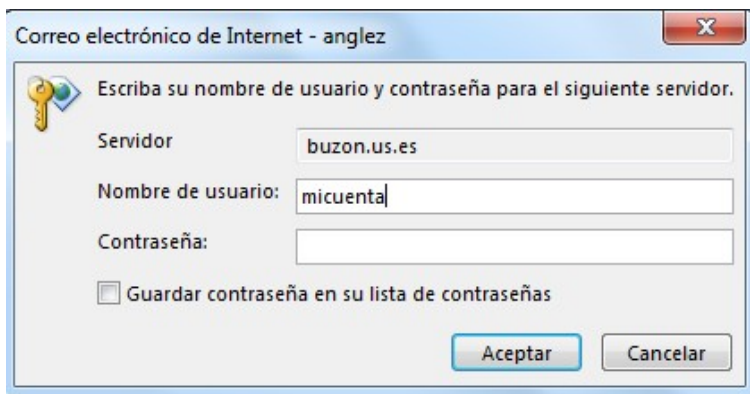 Correo electrónico de Internet - anglez
Escriba su nombre de usuario y contraseña para el siguiente servidor.
Servidor buzon.us.es
Nombre de usuario: micuenta
Contraseña:
Guardar contraseña en su lista de contraseñas
Aceptar Cancelar